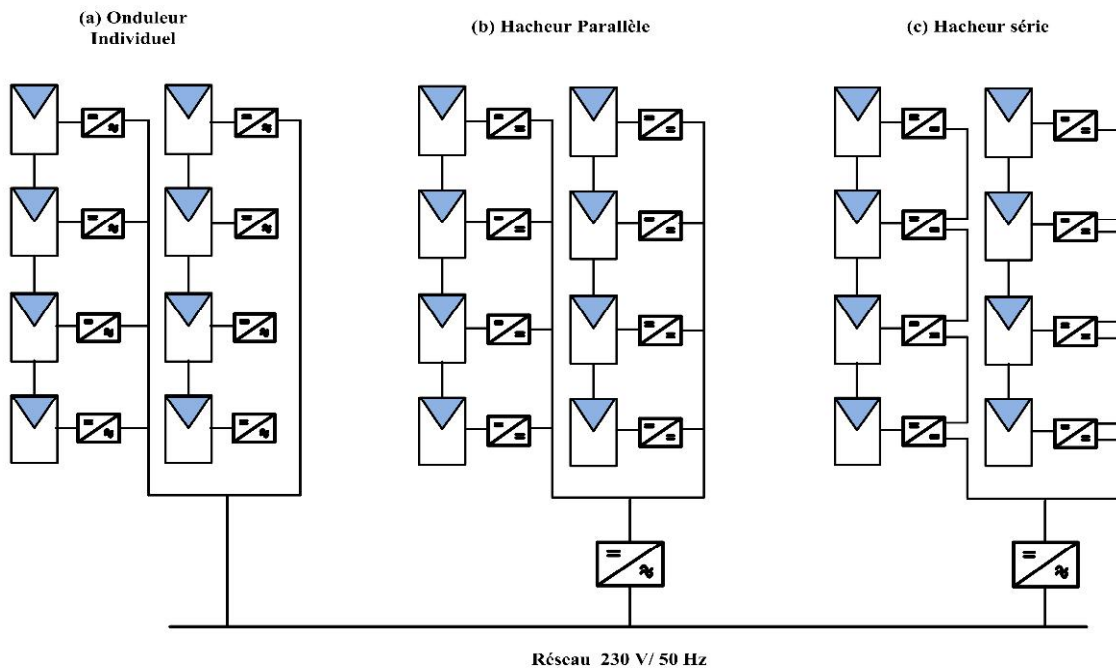 (a) Onduleur
Individuel
(b) Hacheur Parallèle
(c) Hacheur série
Réseau 230 V/ 50 Hz